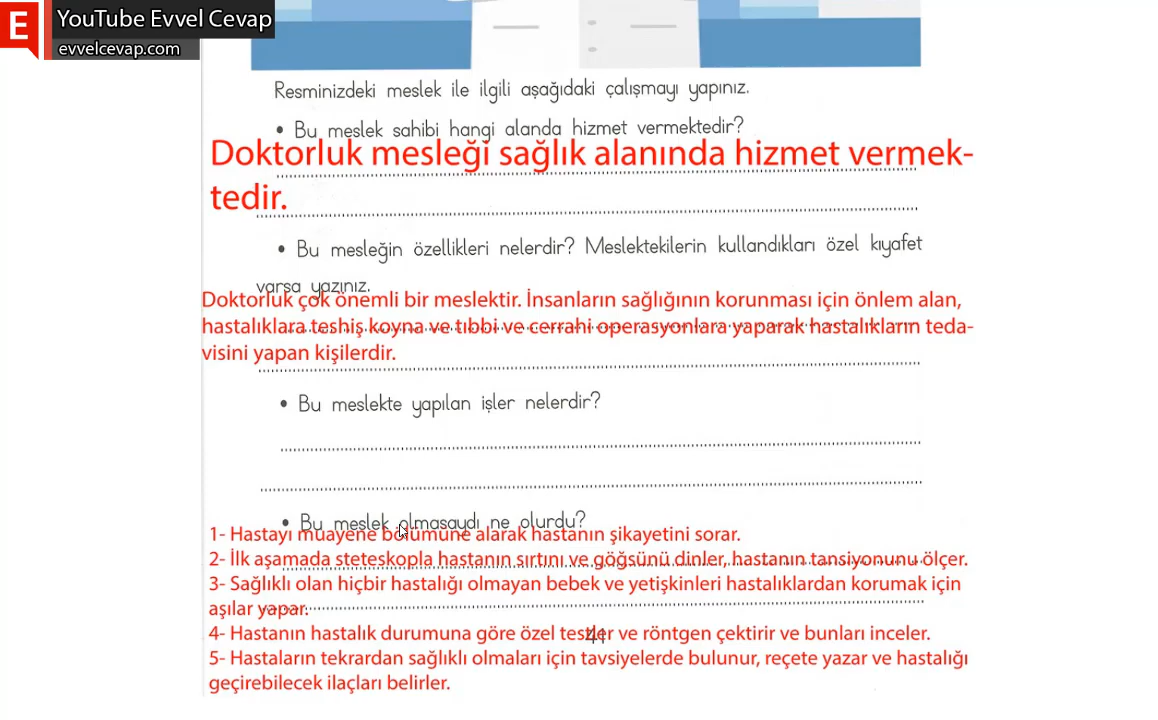 E YouTube Evvel Cevap
evvelcevap.com
Resminizdeki meslek ile ilgili aşağıdaki çalışmayı yapınız.
• Bu meslek sahibi hangi alanda hizmet vermektedir?
Doktorluk mesleği sağlık alanında hizmet vermek-
tedir.
• Bu mesleğin özellikleri nelerdir? Meslektekilerin kullandıkları özel kıyafet
varsa yazınız.
Doktorluk çok önemli bir meslektir. İnsanların sağlığının korunması için önlem alan,
hastalıklara teshiş koyna ve tıbbi ve cerrahi operasyonlara yaparak hastalıkların teda-
visini yapan kişilerdir.
• Bu meslekte yapılan işler nelerdir?
• Bu meslek olmasaydı ne olurdu?
1- Hastayı muayene bölümüne alarak hastanın şikayetini sorar.
2- İlk aşamada steteskopla hastanın sırtını ve göğsünü dinler, hastanın tansiyonunu ölçer.
3- Sağlıklı olan hiçbir hastalığı olmayan bebek ve yetişkinleri hastalıklardan korumak için
aşılar yapar.
4- Hastanın hastalık durumuna göre özel testler ve röntgen çektirir ve bunları inceler.
41
5- Hastaların tekrardan sağlıklı olmaları için tavsiyelerde bulunur, reçete yazar ve hastalığı
geçirebilecek ilaçları belirler.